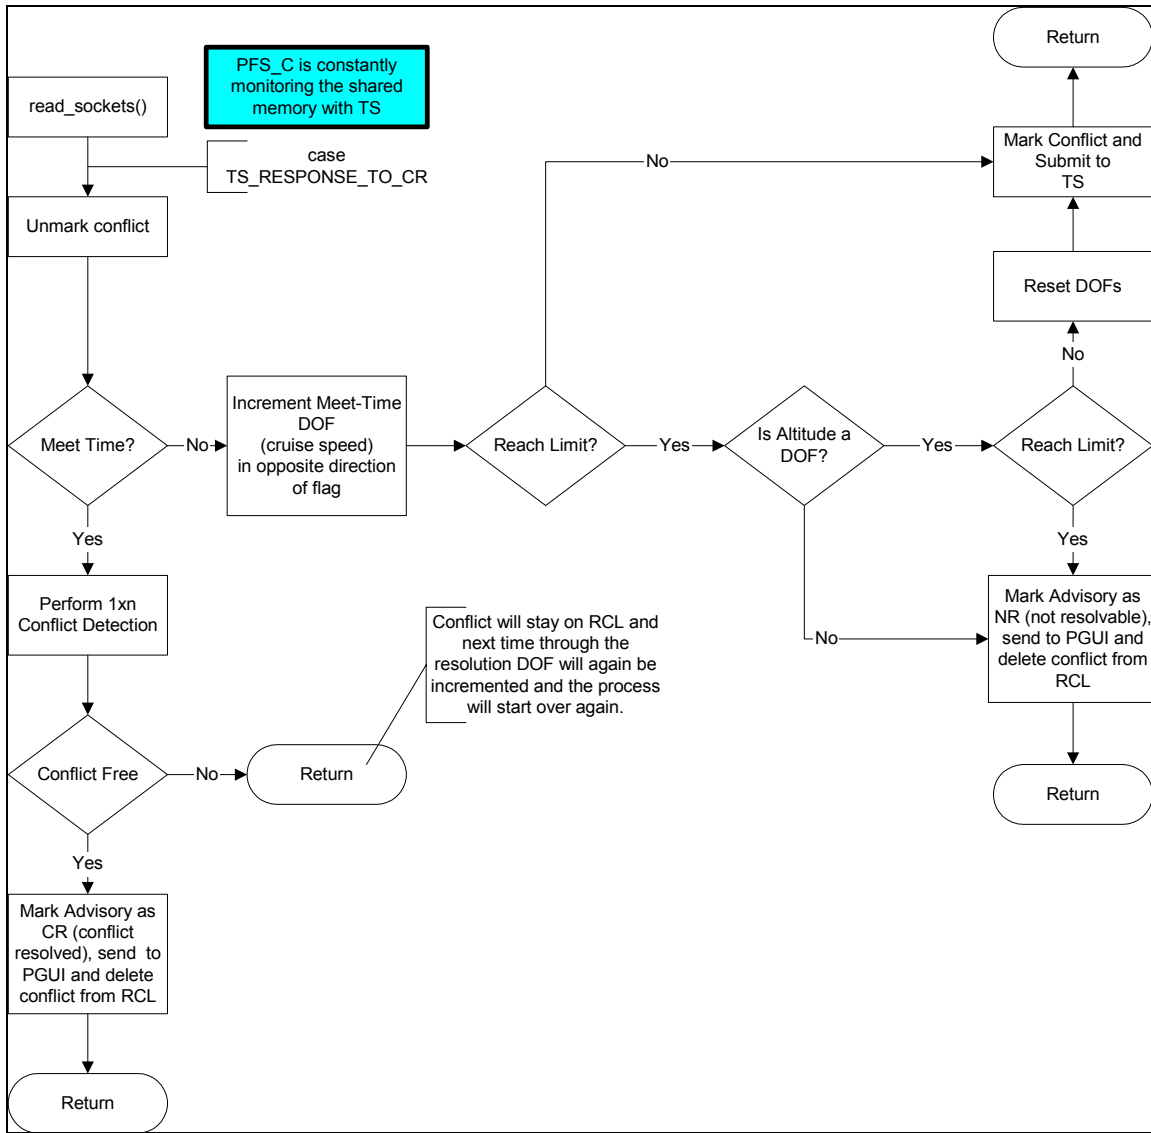 Return
PFS_C is constantly
monitoring the shared
memory with TS
read_sockets()
Mark Conflict and
Submit to
TS
No
case
TS_RESPONSE_TO_CR
Unmark conflict
Reset DOFs
No
Increment Meet-Time
DOF
(cruise speed)
in opposite direction
of flag
Meet Time?
No
Reach Limit?
Yes
Is Altitude a
DOF?
Yes
Reach Limit?
Yes
Yes
Perform 1xn
Conflict Detection
Mark Advisory as
NR (not resolvable),
send to PGUI and
delete conflict from
RCL
No
Conflict will stay on RCL and
next time through the
resolution DOF will again be
incremented and the process
will start over again.
Conflict Free
No
Return
Return
Yes
Mark Advisory as
CR (conflict
resolved), send to
PGUI and delete
conflict from RCL
Return